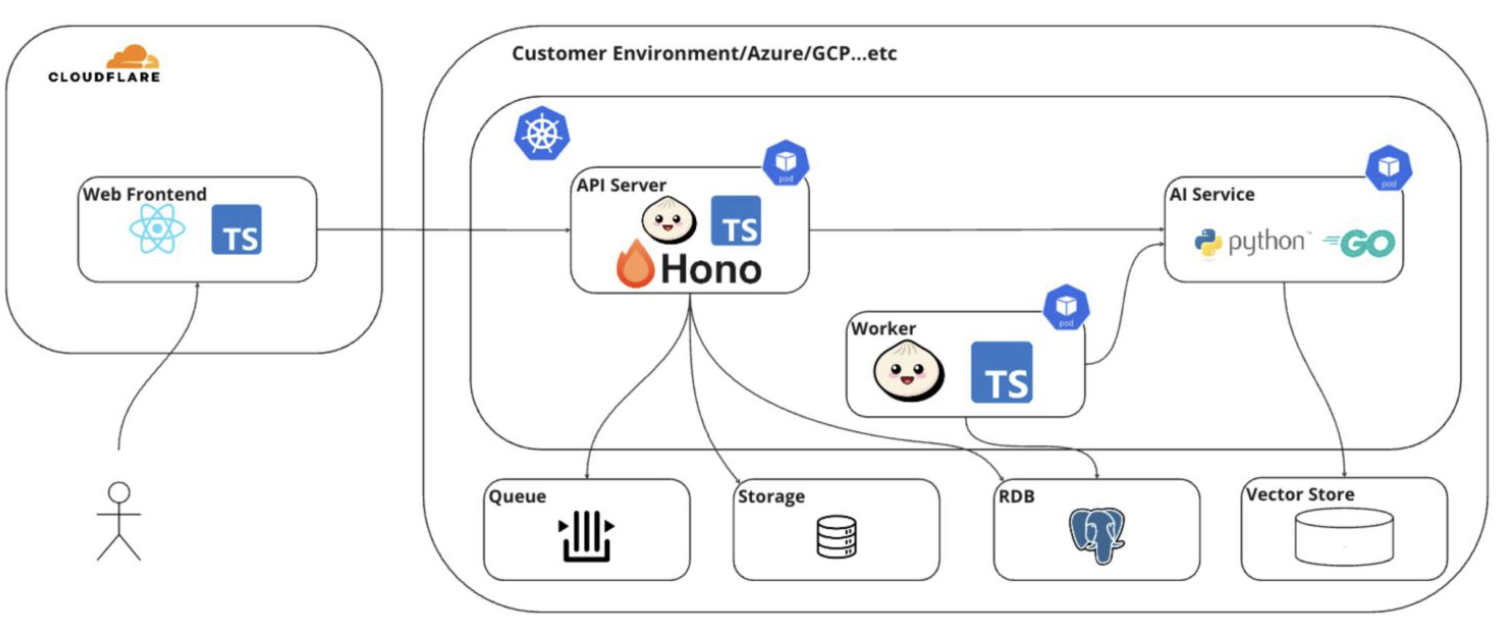 CLOUDFLARE
Customer Environment/Azure/GCP...etc
Web Frontend
TS
API Server
pod
TS
Hono
AI Service
pod
python™
GO
Worker
pod
TS
Queue
Storage
RDB
Vector Store